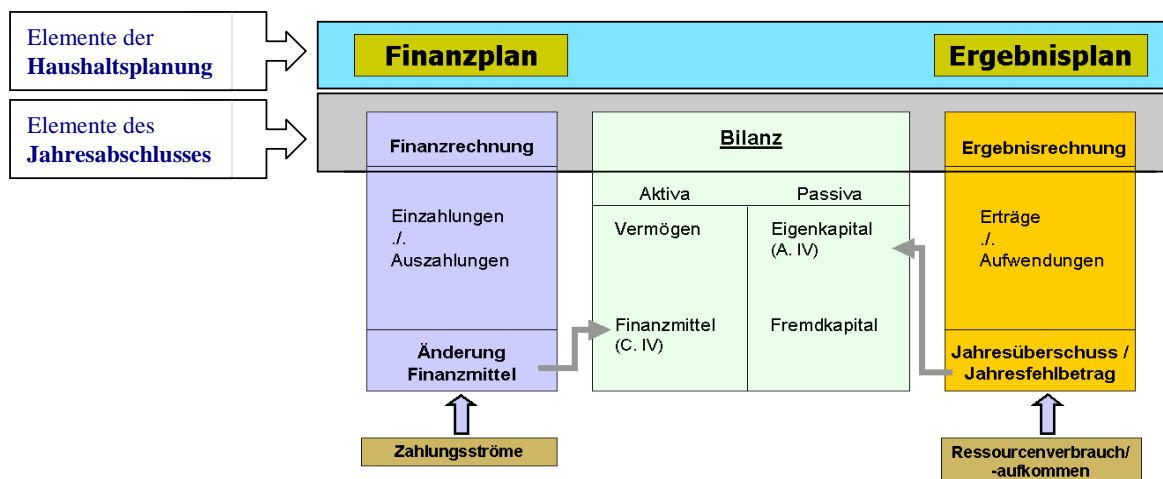 Elemente der
Haushaltsplanung
Finanzplan
Ergebnisplan
Elemente des
Jahresabschlusses
Finanzrechnung
Bilanz
Ergebnisrechnung
Aktiva
Passiva
Einzahlungen
./.
Auszahlungen
Vermögen
Eigenkapital
(A. IV)
Erträge
./.
Aufwendungen
Finanzmittel
(C. IV)
Fremdkapital
Änderung
Finanzmittel
Jahresüberschuss /
Jahresfehlbetrag
Zahlungsströme
Ressourcenverbrauch/
-aufkommen